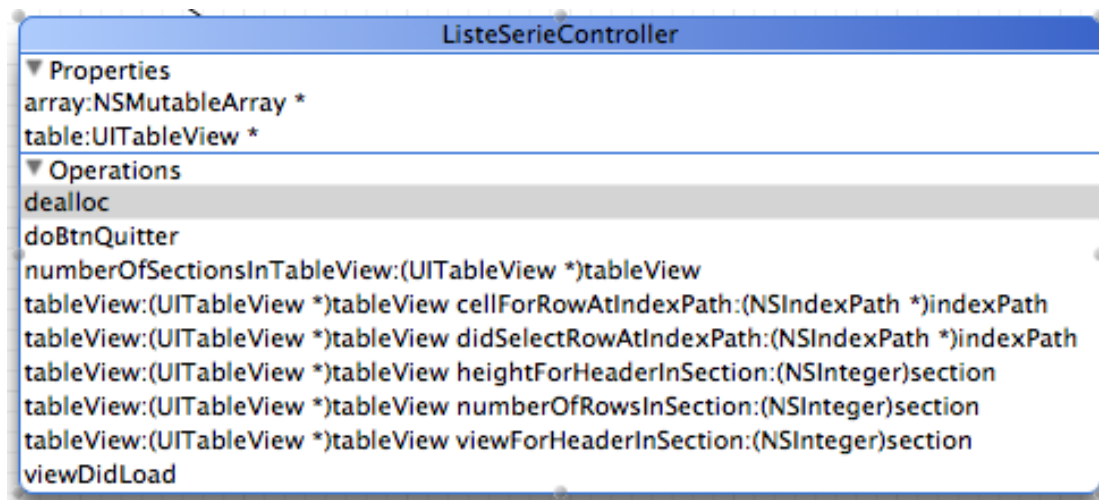 ListeSerieController
Properties
array:NSMutableArray *
table:UITableView *
Operations
dealloc
doBtnQuitter
numberOfSectionsInTableView:(UITableView *)tableView
tableView:(UITableView *)tableView cellForRowAtIndexPath:(NSIndexPath *)indexPath
tableView:(UITableView *)tableView didSelectRowAtIndexPath:(NSIndexPath *)indexPath
tableView:(UITableView *)tableView heightForHeaderInSection:(NSInteger)section
tableView:(UITableView *)tableView numberOfRowsInSection:(NSInteger)section
tableView:(UITableView *)tableView viewForHeaderInSection:(NSInteger)section
viewDidLoad